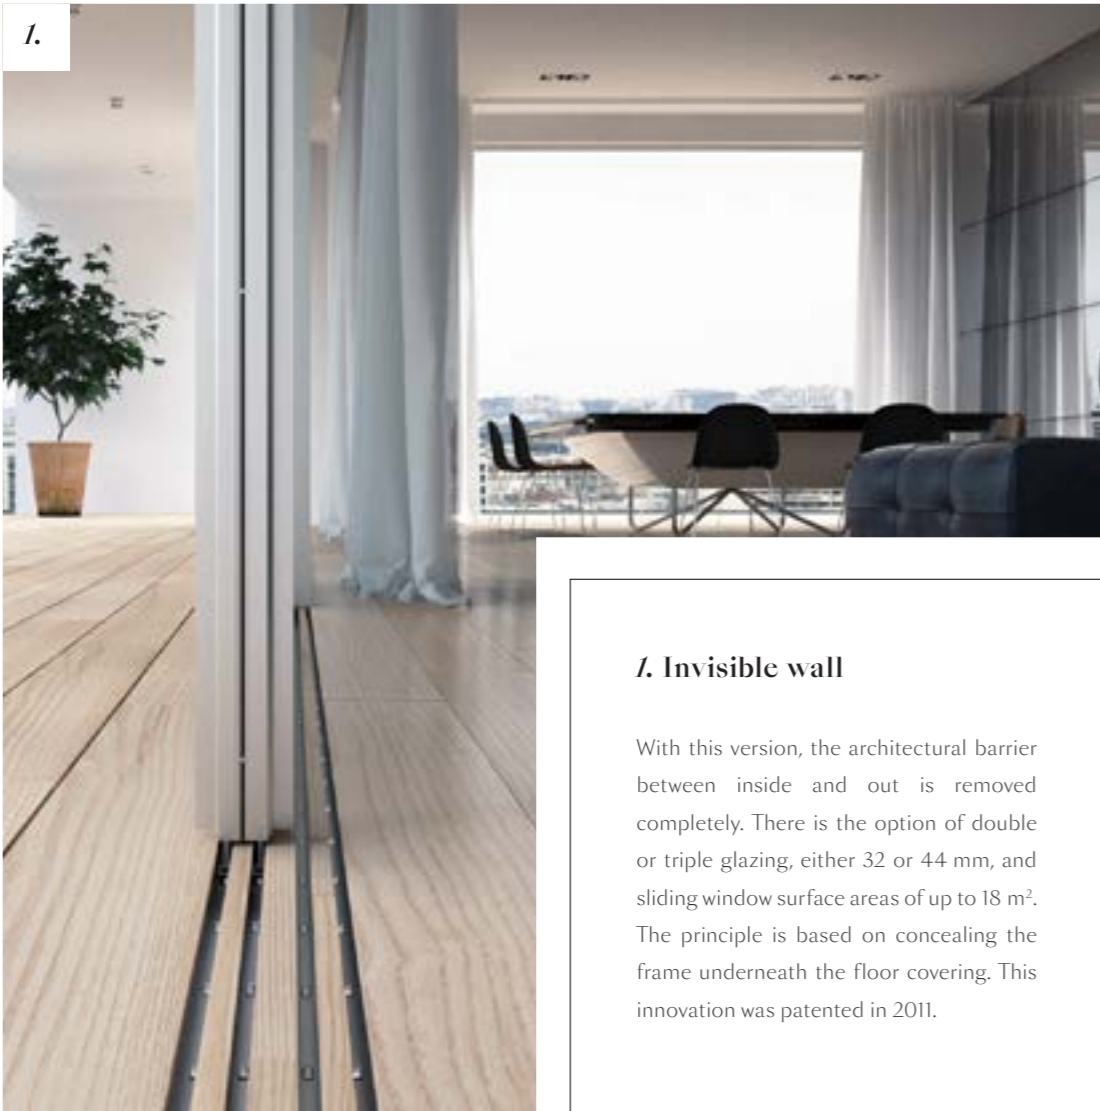 1.
1. Invisible wall
With this version, the architectural barrier
between inside and out is removed
completely. There is the option of double
or triple glazing, either 32 or 44 mm, and
sliding window surface areas of up to 18 m².
The principle is based on concealing the
frame underneath the floor covering. This
innovation was patented in 2011.